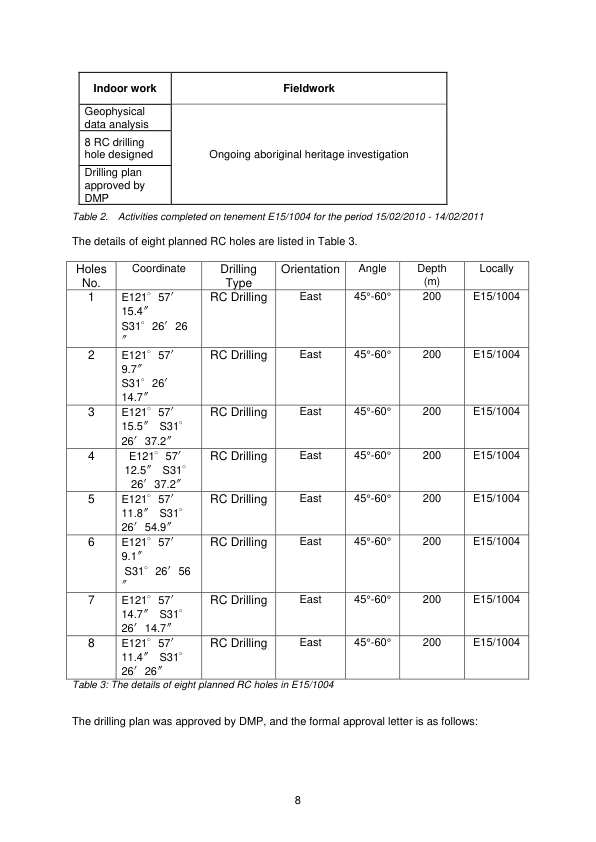 Indoor work Fieldwork
Geophysical
data analysis
8 RC drilling
hole designed
Ongoing aboriginal heritage investigation
Drilling plan
approved by
DMP
Table 2. Activities completed on tenement E15/1004 for the period 15/02/2010 - 14/02/2011
The details of eight planned RC holes are listed in Table 3.
Holes No. Coordinate Drilling Type Orientation Angle Depth (m) Locally
1 E121° 57′ RC Drilling East 45°-60° 200 E15/1004
15.4″
S31° 26′ 26
″
2 E121° 57′ RC Drilling East 45°-60° 200 E15/1004
9.7″
S31° 26′
14.7″
3 E121° 57′ RC Drilling East 45°-60° 200 E15/1004
15.5″ S31°
26′ 37.2″
4 E121° 57′ RC Drilling East 45°-60° 200 E15/1004
12.5″ S31°
26′ 37.2″
5 E121° 57′ RC Drilling East 45°-60° 200 E15/1004
11.8″ S31°
26′ 54.9″
6 E121° 57′ RC Drilling East 45°-60° 200 E15/1004
9.1″
S31° 26′ 56
″
7 E121° 57′ RC Drilling East 45°-60° 200 E15/1004
14.7″ S31°
26′ 14.7″
8 E121° 57′ RC Drilling East 45°-60° 200 E15/1004
11.4″ S31°
26′ 26″
Table 3: The details of eight planned RC holes in E15/1004
The drilling plan was approved by DMP, and the formal approval letter is as follows:
8